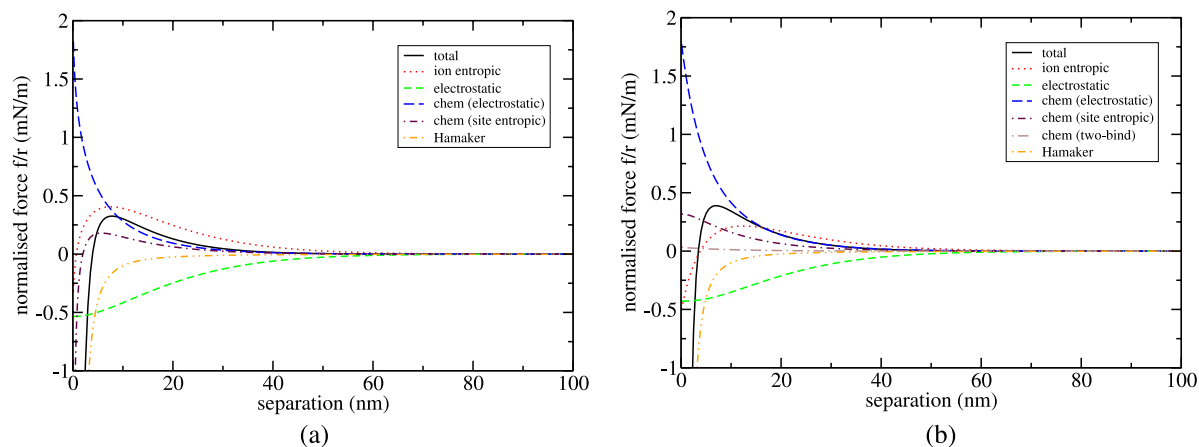 2
1.5
1
0.5
0
-0.5
-1
normalised force f/r (mN/m)
total
ion entropic
electrostatic
chem (electrostatic)
chem (site entropic)
Hamaker
0 20 40 60 80 100
separation (nm)
(a)
2
1.5
1
0.5
0
-0.5
-1
normalised force f/r (mN/m)
total
ion entropic
electrostatic
chem (electrostatic)
chem (site entropic)
chem (two-bind)
Hamaker
0 20 40 60 80 100
separation (nm)
(b)